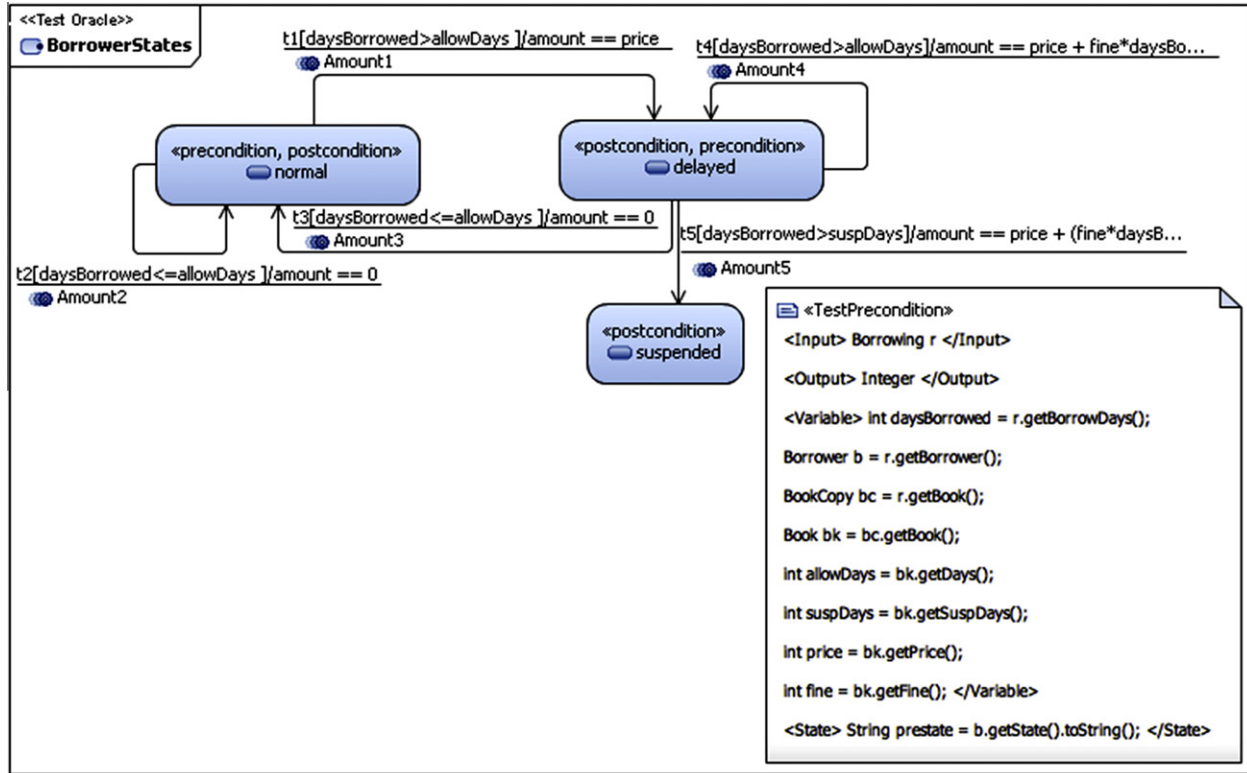 <<Test Oracle>>
BorrowerStates
t1[daysBorrowed>allowDays ]/amount == price
Amount1
t4[daysBorrowed>allowDays]/amount == price + fine*daysBo...
Amount4
«precondition, postcondition»
normal
«postcondition, precondition»
delayed
t3[daysBorrowed<=allowDays ]/amount == 0
Amount3
t5[daysBorrowed>suspDays]/amount == price + (fine*daysB...
Amount5
t2[daysBorrowed<=allowDays ]/amount == 0
Amount2
«postcondition»
suspended
«TestPrecondition»
<Input> Borrowing r </Input>
<Output> Integer </Output>
<Variable> int daysBorrowed = r.getBorrowDays();
Borrower b = r.getBorrower();
BookCopy bc = r.getBook();
Book bk = bc.getBook();
int allowDays = bk.getDays();
int suspDays = bk.getSuspDays();
int price = bk.getPrice();
int fine = bk.getFine(); </Variable>
<State> String prestate = b.getState().toString(); </State>